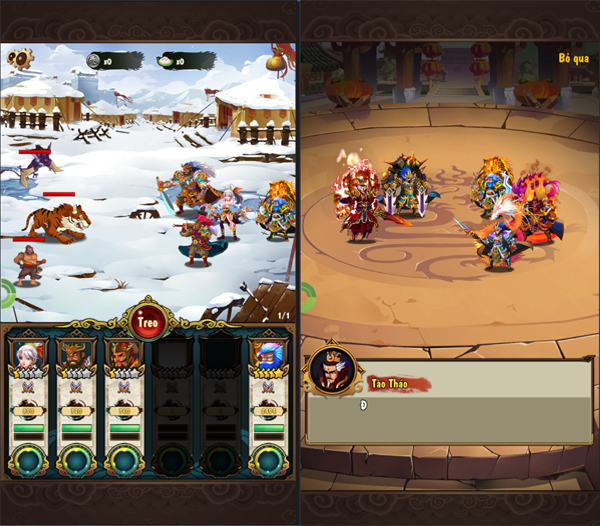 x0
x0
1/1
Treo
Bỏ qua
Tào Tháo
Đ